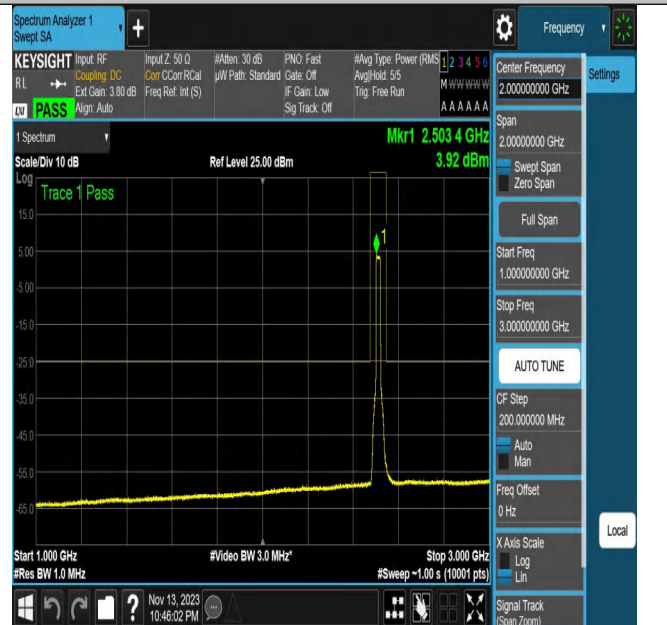 Spectrum Analyzer 1
Swept SA
+
Frequency
KEYSIGHT
RL
LXI PASS
Input: RF
Coupling: DC
Ext Gain: 3.80 dB
Align: Auto
Input Z: 50 Ω
Corr CCorr RCal
Freq Ref: Int (S)
#Atten: 30 dB
µW Path: Standard
PNO: Fast
Gate: Off
IF Gain: Low
Sig Track: Off
#Avg Type: Power (RMS
Avg|Hold: 5/5
Trig: Free Run
1 2 3 4 5 6
M W W W W W
A A A A A A
1 Spectrum
Scale/Div 10 dB
Log
Ref Level 25.00 dBm
Mkr1 2.503 4 GHz
3.92 dBm
Trace 1 Pass
1
15.0
5.00
-5.00
-15.0
-25.0
-35.0
-45.0
-55.0
-65.0
Start 1.000 GHz
#Res BW 1.0 MHz
#Video BW 3.0 MHz*
Stop 3.000 GHz
#Sweep ~1.00 s (10001 pts)
?
Nov 13, 2023
10:46:02 PM
Center Frequency
2.000000000 GHz
Settings
Span
2.00000000 GHz
Swept Span
Zero Span
Full Span
Start Freq
1.000000000 GHz
Stop Freq
3.000000000 GHz
AUTO TUNE
CF Step
200.000000 MHz
Auto
Man
Freq Offset
0 Hz
Local
X Axis Scale
Log
Lin
Signal Track
(Span Zoom)